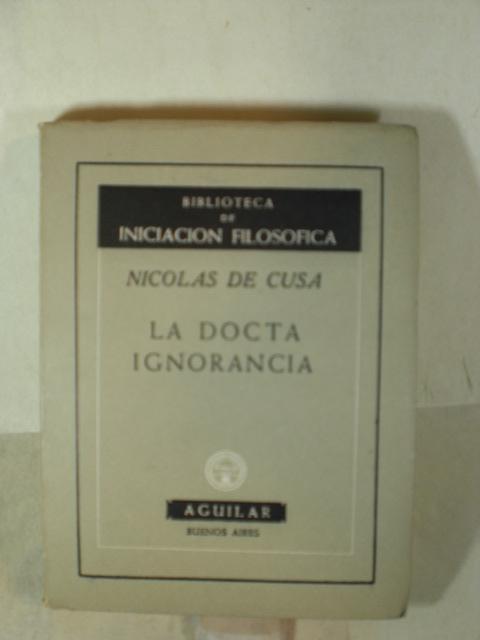 BIBLIOTECA
DE
INICIACION FILOSOFICA
NICOLAS DE CUSA
LA DOCTA
IGNORANCIA
AGUILAR
BUENOS AIRES